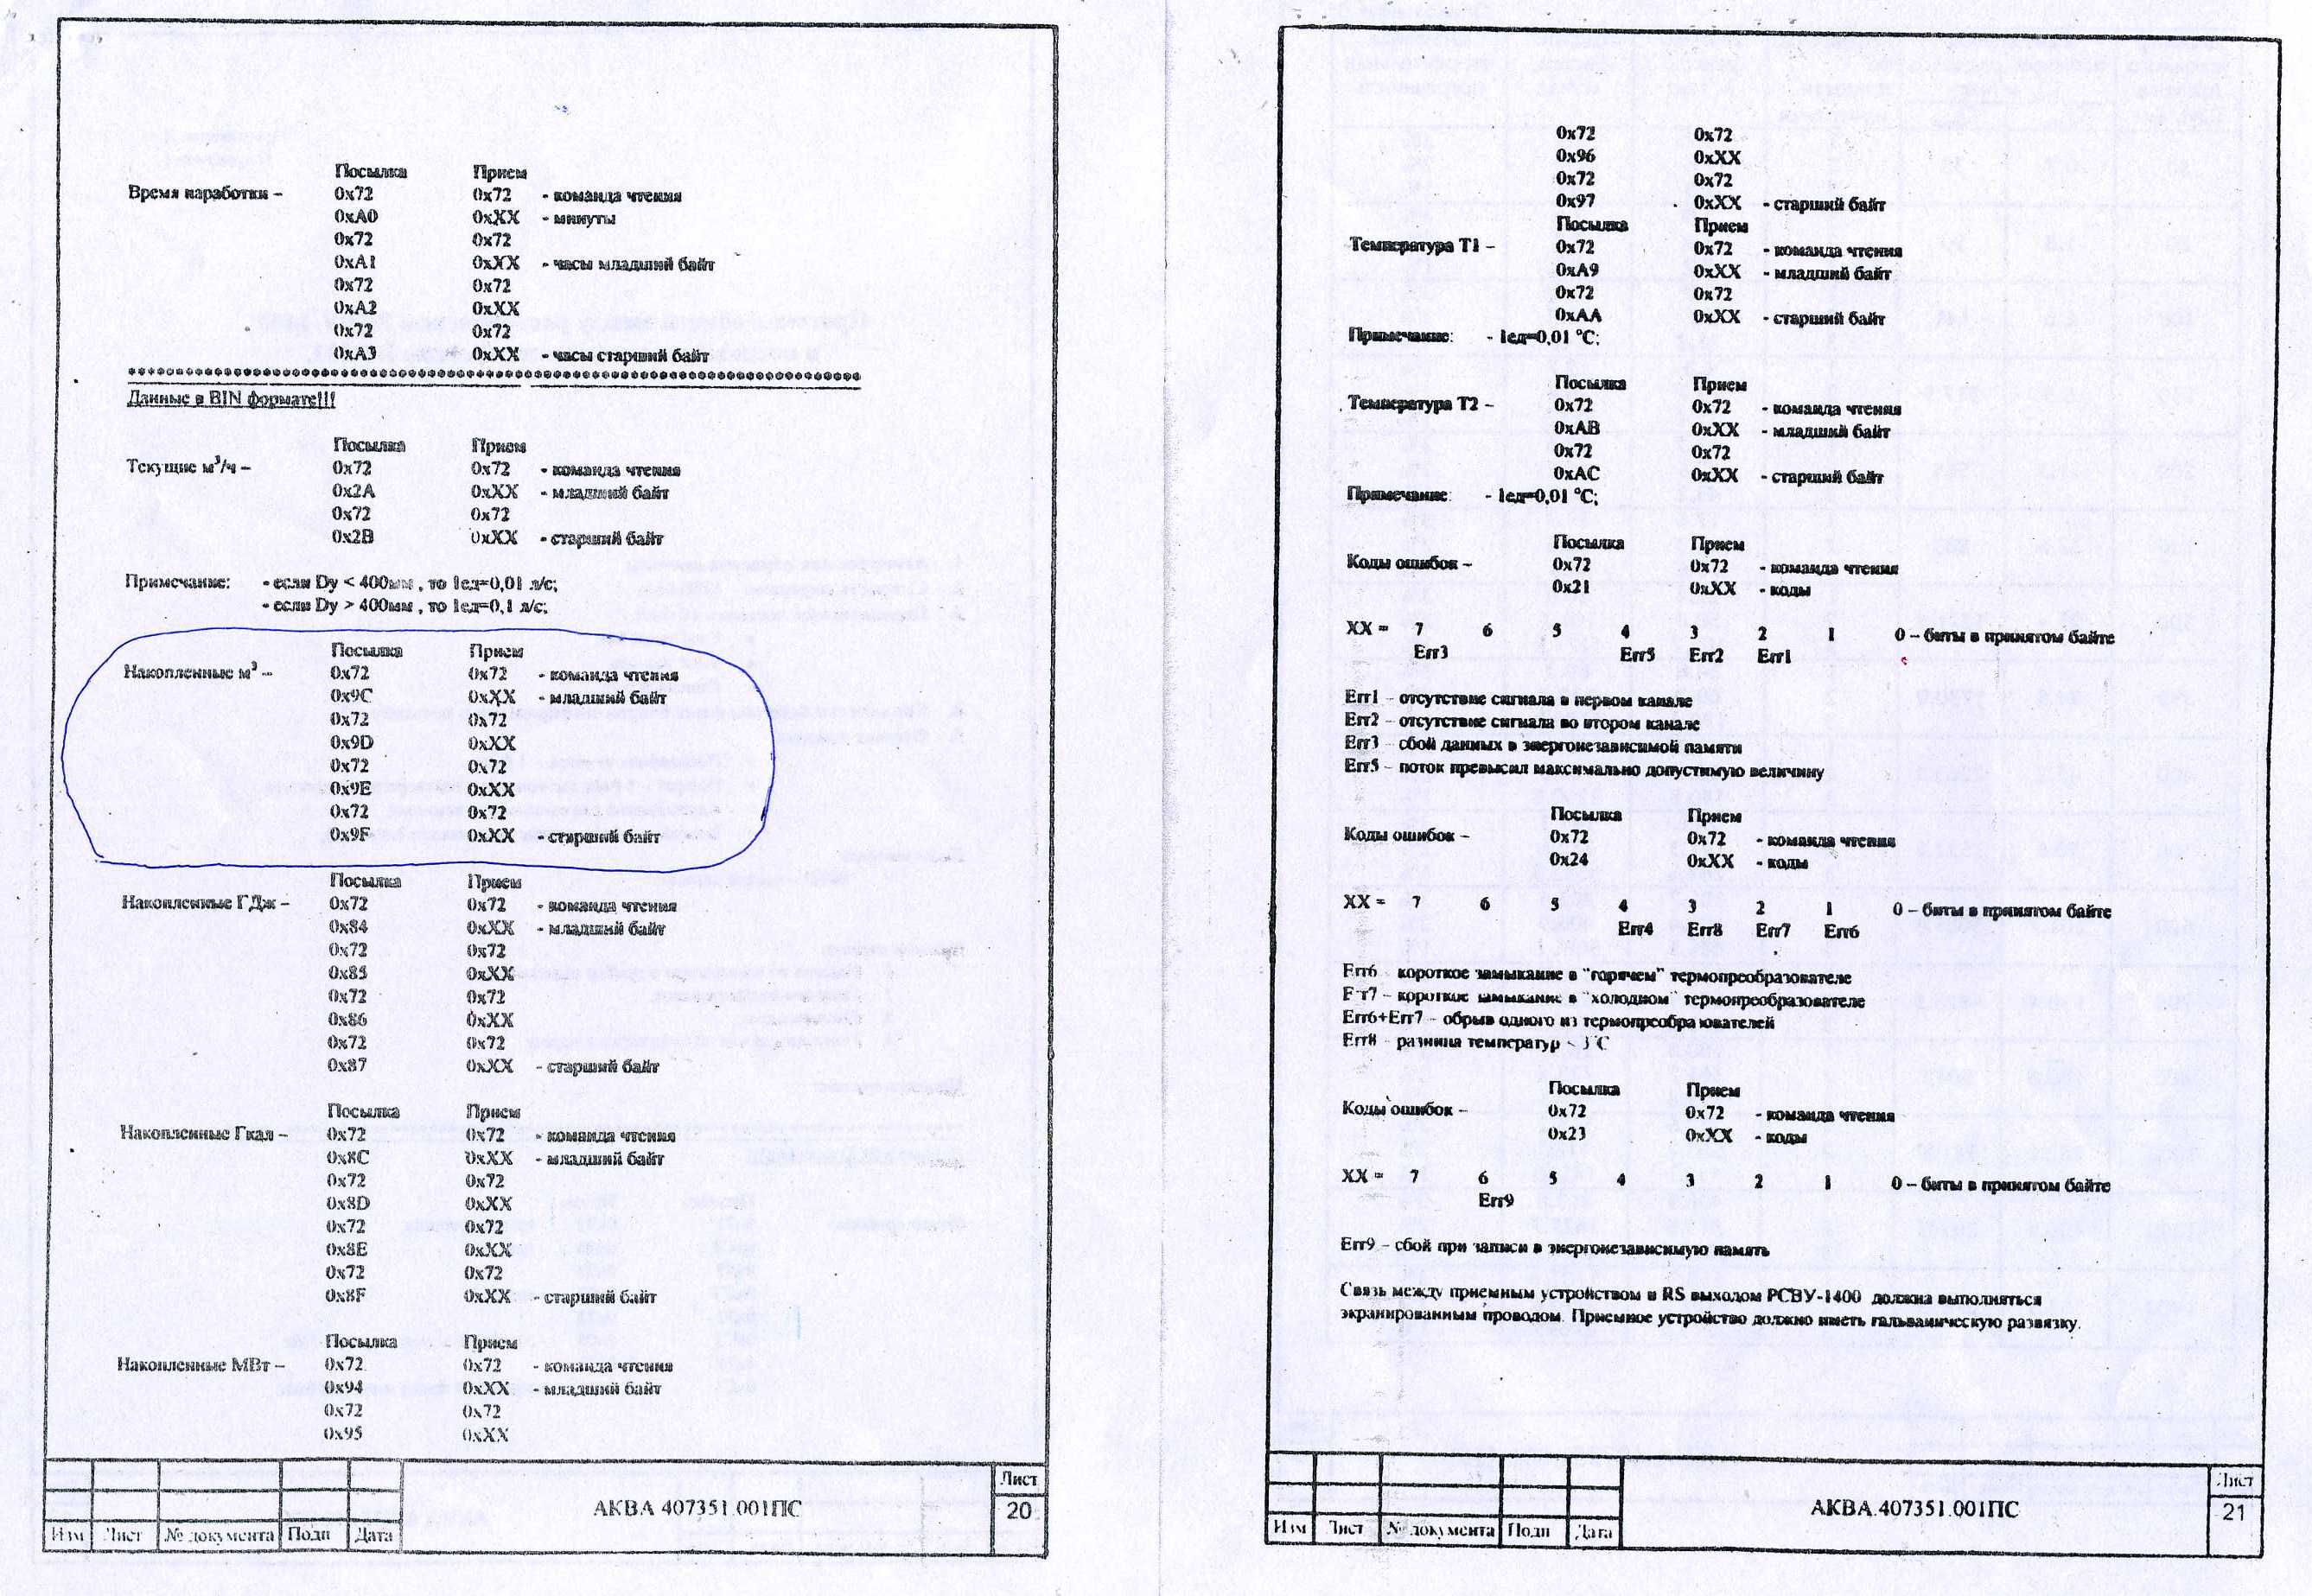 Посылка Прием
Время наработки – 0x72 0x72 - команда чтения
0xA0 0xXX - минуты
0x72 0x72
0xA1 0xXX - часы младший байт
0x72 0x72
0xA2 0xXX
0x72 0x72
0xA3 0xXX - часы старший байт
Данные в BIN формате!!!
Посылка Прием
Текущие м³/ч – 0x72 0x72 - команда чтения
0x2A 0xXX - младший байт
0x72 0x72
0x2B 0xXX - старший байт
Примечание: - если Dy < 400мм , то 1ед=0,01 л/с;
- если Dy > 400мм , то 1ед=0,1 л/с;
Посылка Прием
Накопленные м³ – 0x72 0x72 - команда чтения
0x9C 0xXX - младший байт
0x72 0x72
0x9D 0xXX
0x72 0x72
0x9E 0xXX
0x72 0x72
0x9F 0xXX - старший байт
Посылка Прием
Накопленные ГДж – 0x72 0x72 - команда чтения
0x84 0xXX - младший байт
0x72 0x72
0x85 0xXX
0x72 0x72
0x86 0xXX
0x72 0x72
0x87 0xXX - старший байт
Посылка Прием
Накопленные Гкал – 0x72 0x72 - команда чтения
0x8C 0xXX - младший байт
0x72 0x72
0x8D 0xXX
0x72 0x72
0x8E 0xXX
0x72 0x72
0x8F 0xXX - старший байт
Посылка Прием
Накопленные МВт – 0x72 0x72 - команда чтения
0x94 0xXX - младший байт
0x72 0x72
0x95 0xXX
АКВА.407351.001ПС
Лист
20
Изм Лист № документа Подп Дата
0x72 0x72
0x96 0xXX
0x72 0x72
0x97 0xXX - старший байт
Посылка Прием
Температура Т1 – 0x72 0x72 - команда чтения
0xA9 0xXX - младший байт
0x72 0x72
0xAA 0xXX - старший байт
Примечание: - 1ед=0,01 °С;
Посылка Прием
Температура Т2 – 0x72 0x72 - команда чтения
0xAB 0xXX - младший байт
0x72 0x72
0xAC 0xXX - старший байт
Примечание: - 1ед=0,01 °С;
Посылка Прием
Коды ошибок – 0x72 0x72 - команда чтения
0x21 0xXX - коды
XX = 7 6 5 4 3 2 1 0 – биты в принятом байте
Err3 Err5 Err2 Err1
Err1 – отсутствие сигнала в первом канале
Err2 – отсутствие сигнала во втором канале
Err3 – сбой данных в энергонезависимой памяти
Err5 – поток превысил максимально допустимую величину
Посылка Прием
Коды ошибок – 0x72 0x72 - команда чтения
0x24 0xXX - коды
XX = 7 6 5 4 3 2 1 0 – биты в принятом байте
Err4 Err8 Err7 Err6
Err6 – короткое замыкание в "горячем" термопреобразователе
Err7 – короткое замыкание в "холодном" термопреобразователе
Err6+Err7 – обрыв одного из термопреобразователей
Err8 – разница температур < 3°С
Посылка Прием
Коды ошибок – 0x72 0x72 - команда чтения
0x23 0xXX - коды
XX = 7 6 5 4 3 2 1 0 – биты в принятом байте
Err9
Err9 – сбой при записи в энергонезависимую память
Связь между приемным устройством и RS выходом РСВУ-1400 должна выполняться
экранированным проводом. Приемное устройство должно иметь гальваническую развязку.
АКВА.407351.001ПС
Лист
21
Изм Лист № документа Подп Дата